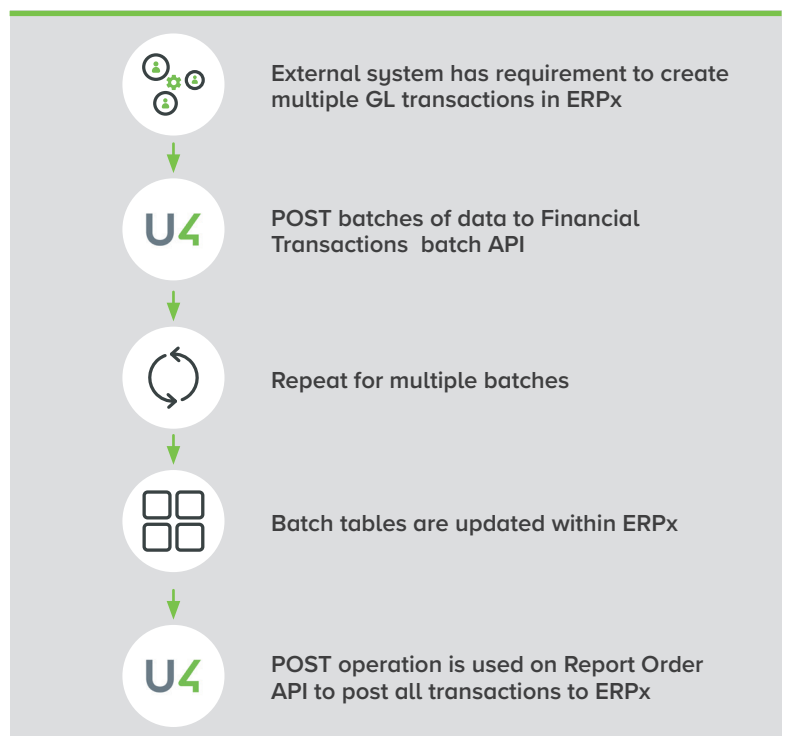 External system has requirement to create
multiple GL transactions in ERPx
U4
POST batches of data to Financial
Transactions batch API
Repeat for multiple batches
Batch tables are updated within ERPx
U4
POST operation is used on Report Order
API to post all transactions to ERPx